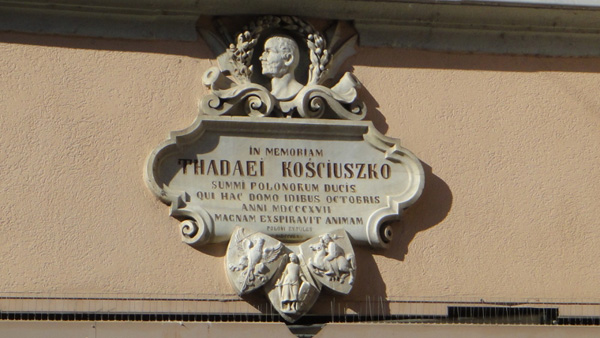 IN MEMORIAM
THADAEI KOŚCIUSZKO
SUMMI POLONORUM DUCIS
QUI HAC DOMO IDIBUS OCTOBRIS
ANNI MDCCCXVII
MAGNAM EXSPIRAVIT ANIMAM